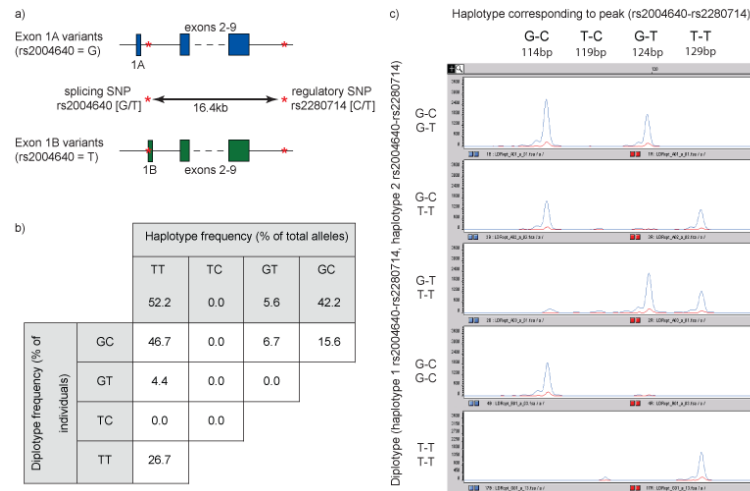 a)
Exon 1A variants
(rs2004640 = G)
exons 2-9
1A
splicing SNP
rs2004640 [G/T]
16.4kb
regulatory SNP
rs2280714 [C/T]
Exon 1B variants
(rs2004640 = T)
1B
exons 2-9
b)
Haplotype frequency (% of total alleles)
TT TC GT GC
52.2 0.0 5.6 42.2
Diplotype frequency (% of
individuals)
GC 46.7 0.0 6.7 15.6
GT 4.4 0.0 0.0
TC 0.0 0.0
TT 26.7
c)
Haplotype corresponding to peak (rs2004640-rs2280714)
G-C T-C G-T T-T
114bp 119bp 124bp 129bp
Diplotype (haplotype 1 rs2004640-rs2280714, haplotype 2 rs2004640-rs2280714)
G-C
G-T
G-C
T-T
G-T
T-T
G-C
G-C
T-T
T-T